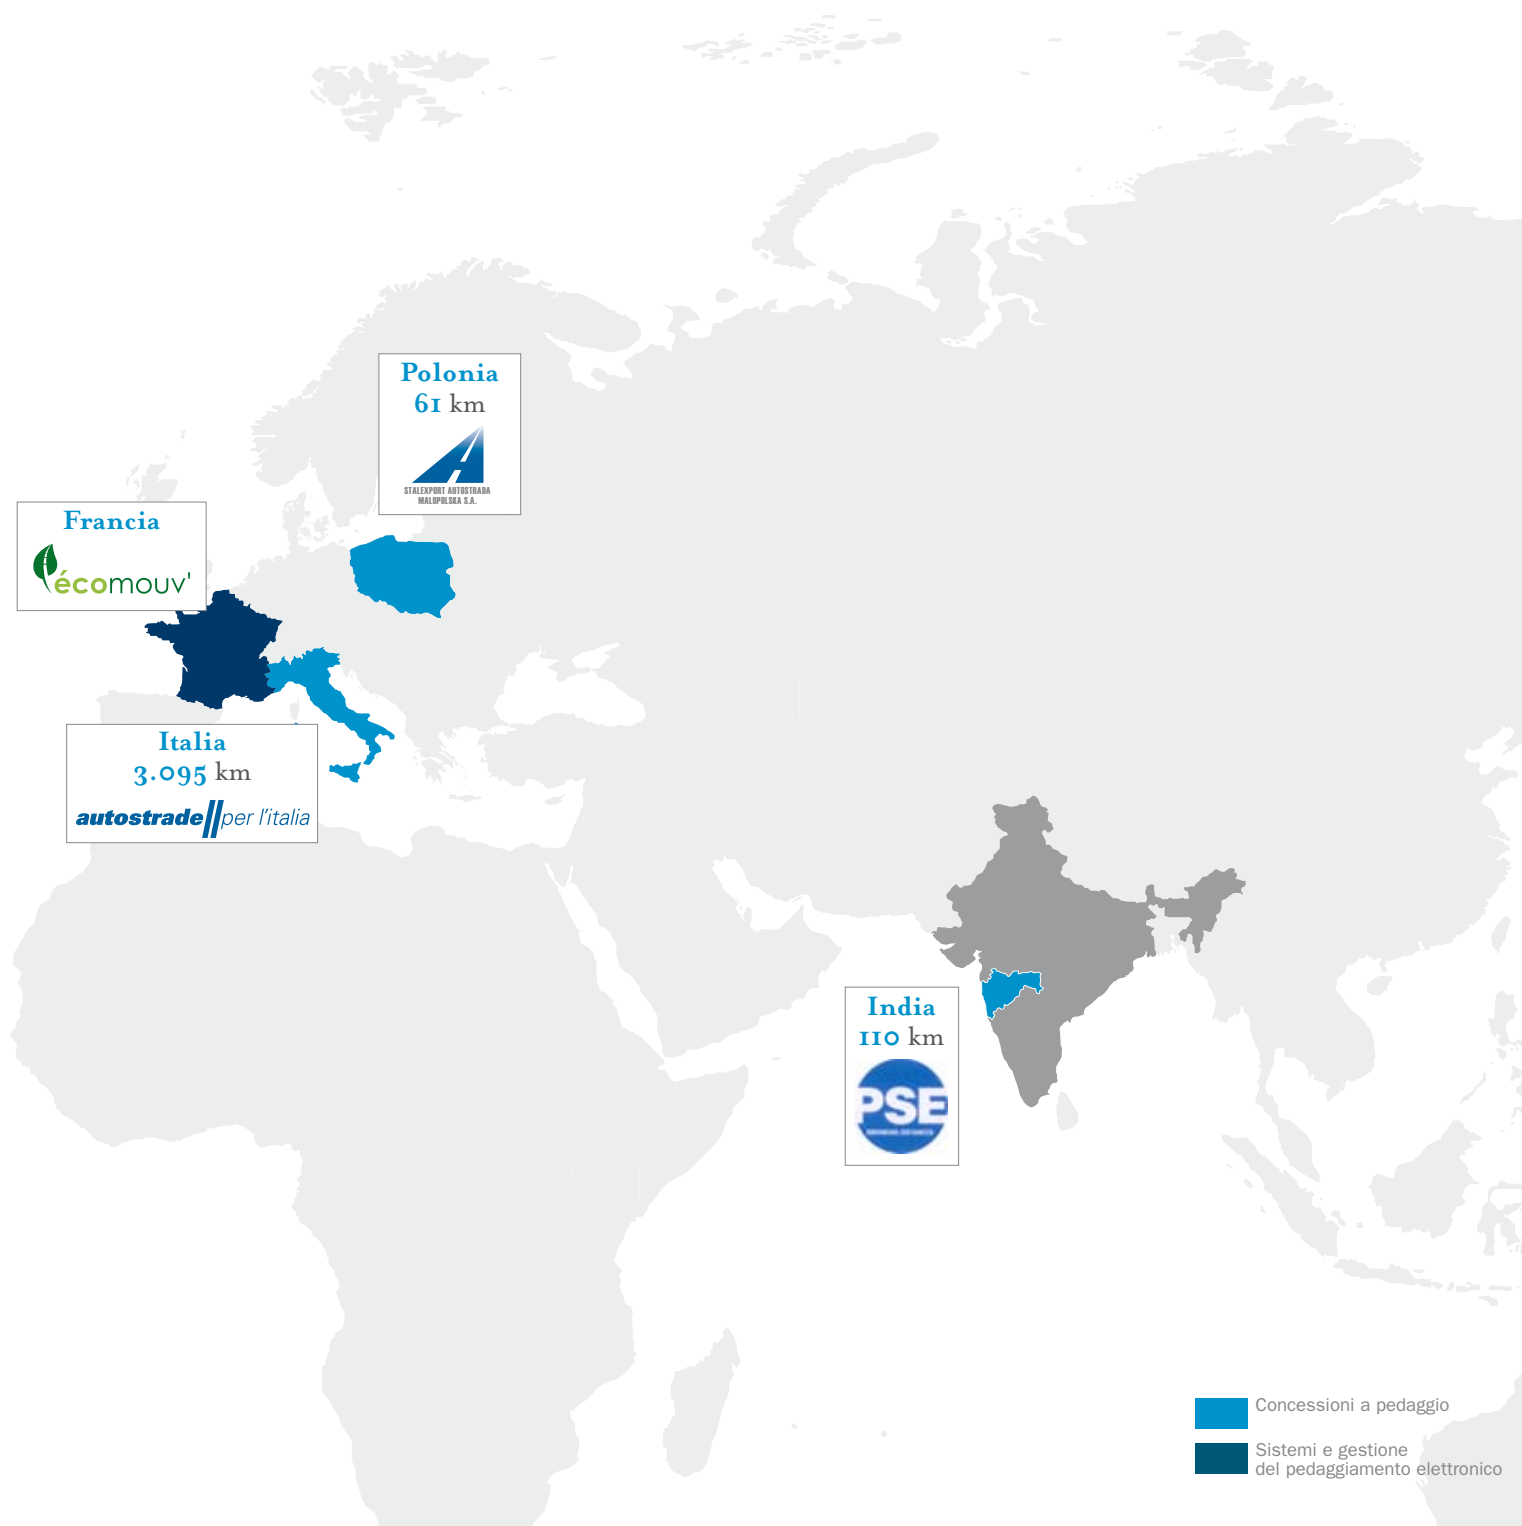 Polonia
61 km
STALEXPORT AUTOSTRADA
MALOPOLSKA S.A.
Francia
écomouv'
Italia
3.095 km
autostrade//per l'italia
India
110 km
PSE
Concessioni a pedaggio
Sistemi e gestione
del pedaggiamento elettronico